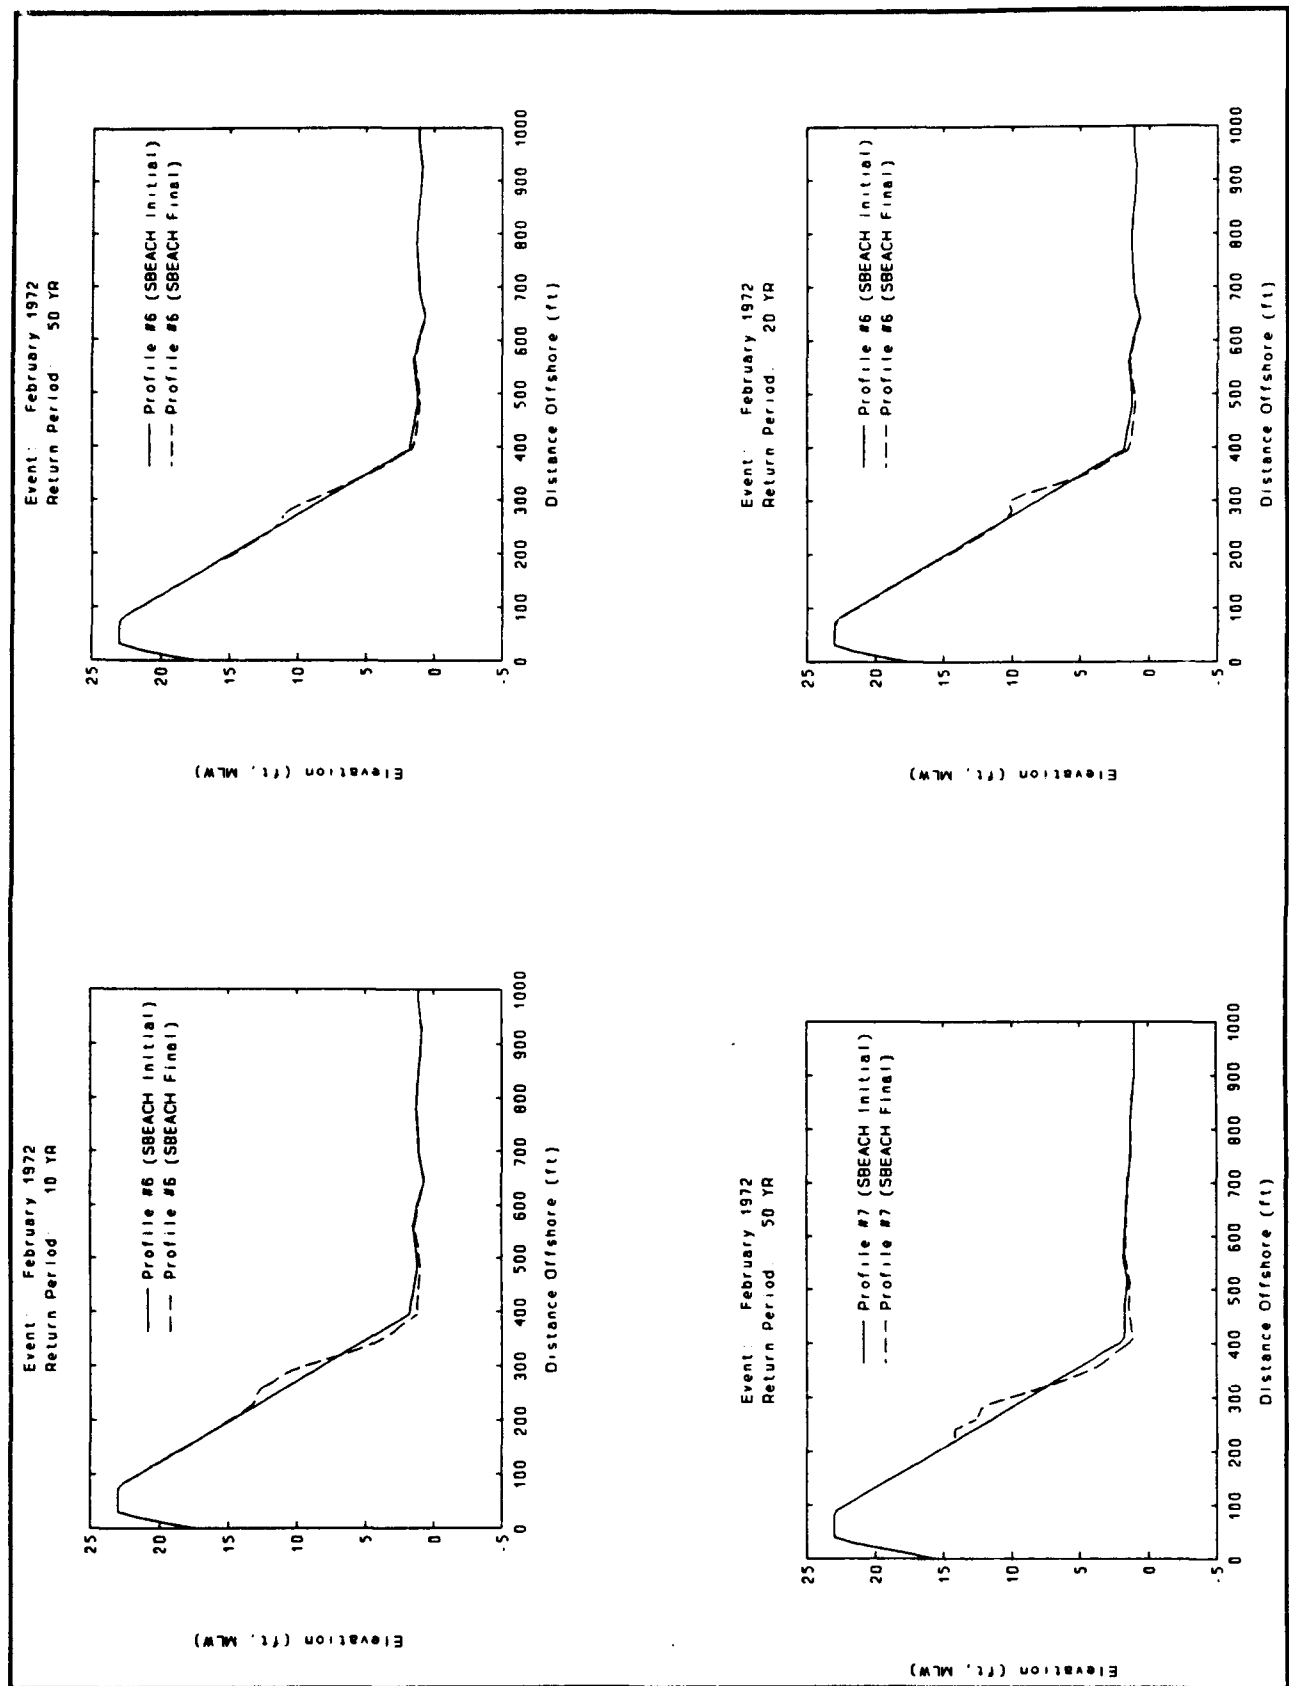 Event: February 1972
Return Period: 10 YR
Profile #6 (SBEACH Initial)
Profile #6 (SBEACH Final)
Elevation (ft, MLW)
25
20
15
10
5
0
-5
0 100 200 300 400 500 600 700 800 900 1000
Distance Offshore (ft)
Event: February 1972
Return Period: 50 YR
Profile #6 (SBEACH Initial)
Profile #6 (SBEACH Final)
Elevation (ft, MLW)
25
20
15
10
5
0
-5
0 100 200 300 400 500 600 700 800 900 1000
Distance Offshore (ft)
Event: February 1972
Return Period. 50 YR
Profile #7 (SBEACH Initial)
Profile #7 (SBEACH Final)
Elevation (ft, MLW)
25
20
15
10
5
0
-5
0 100 200 300 400 500 600 700 800 900 1000
Distance Offshore (ft)
Event: February 1972
Return Period. 20 YR
Profile #6 (SBEACH Initial)
Profile #6 (SBEACH Final)
Elevation (ft, MLW)
25
20
15
10
5
0
-5
0 100 200 300 400 500 600 700 800 900 1000
Distance Offshore (ft)